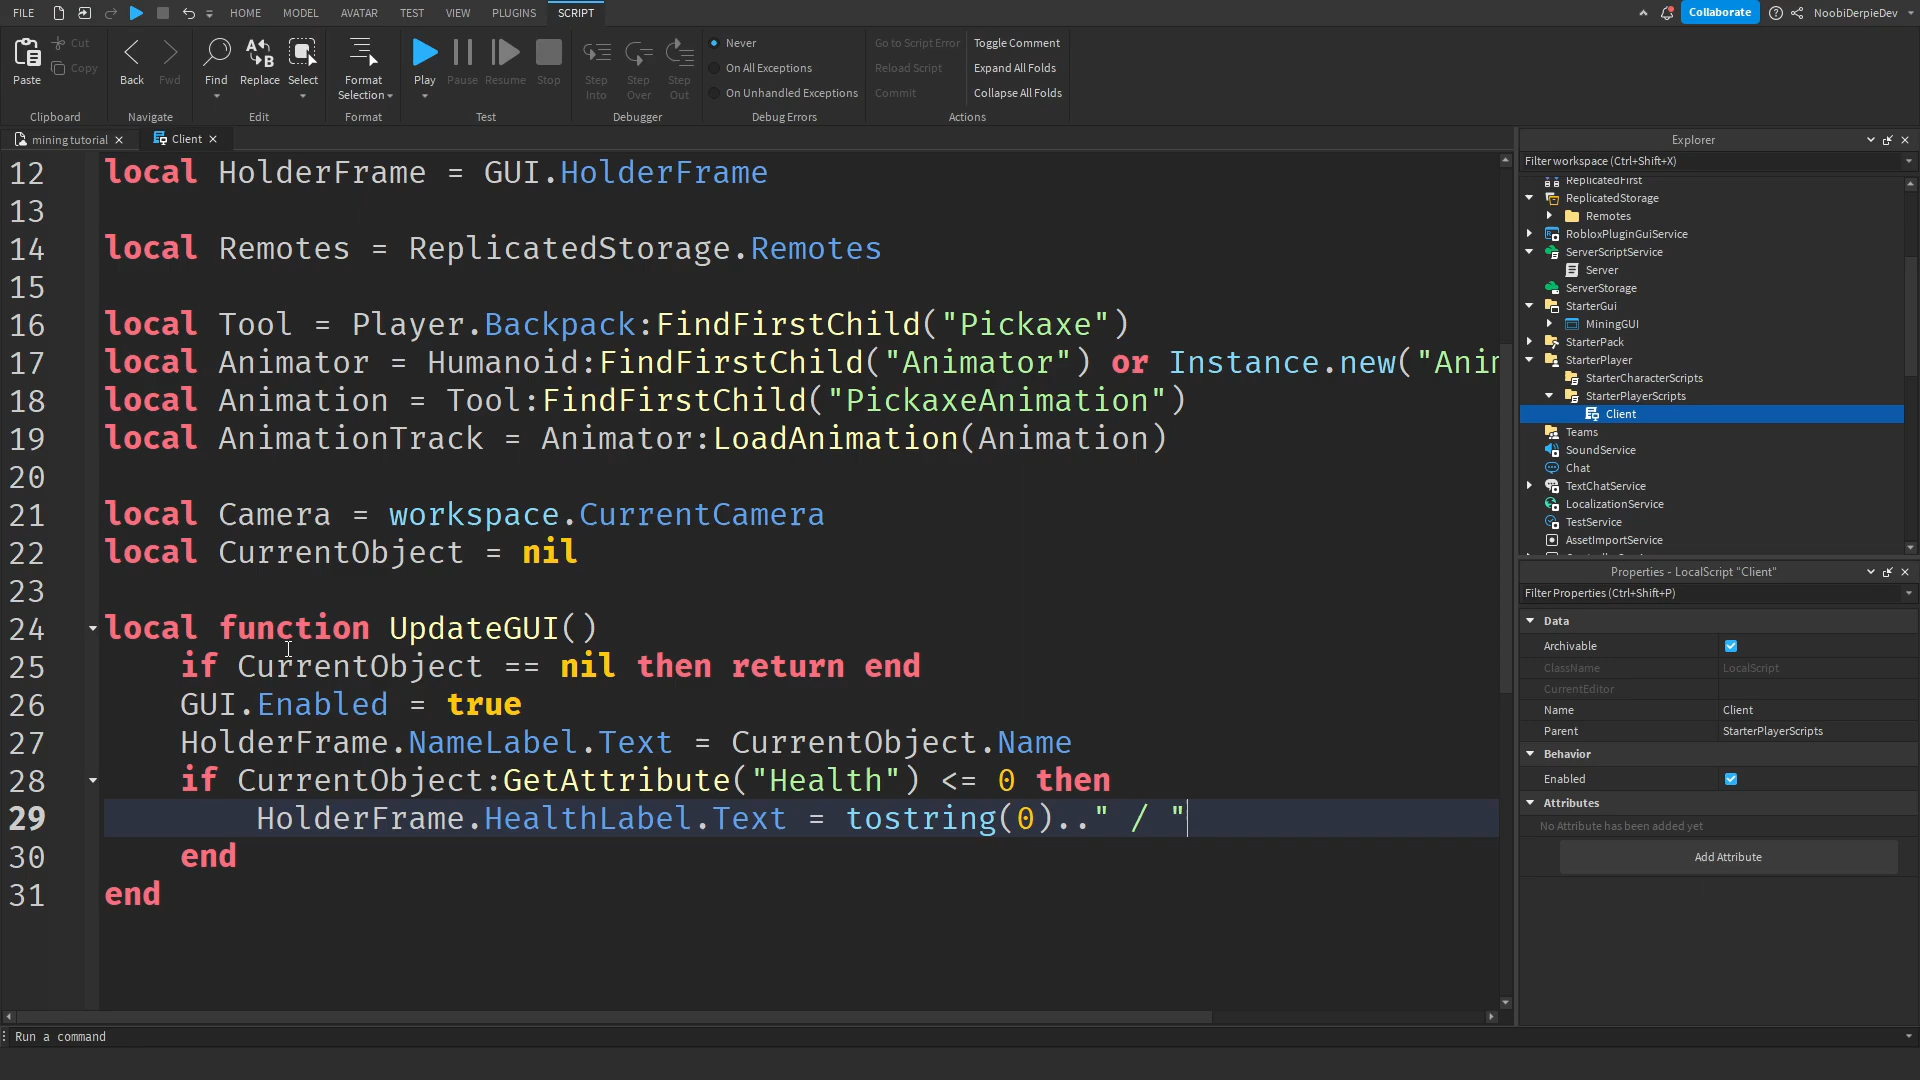 FILE HOME MODEL AVATAR TEST VIEW PLUGINS SCRIPT Collaborate NoobiDerpieDev
Paste Cut Copy Back Fwd Find Replace Select Format Selection Play Pause Resume Stop Step Into Step Over Step Out
Never
On All Exceptions
On Unhandled Exceptions
Go to Script Error Toggle Comment
Reload Script Expand All Folds
Commit Collapse All Folds
Clipboard Navigate Edit Format Test Debugger Debug Errors Actions
mining tutorial Client
12 local HolderFrame = GUI.HolderFrame
13
14 local Remotes = ReplicatedStorage.Remotes
15
16 local Tool = Player.Backpack:FindFirstChild("Pickaxe")
17 local Animator = Humanoid:FindFirstChild("Animator") or Instance.new("Anim
18 local Animation = Tool:FindFirstChild("PickaxeAnimation")
19 local AnimationTrack = Animator:LoadAnimation(Animation)
20
21 local Camera = workspace.CurrentCamera
22 local CurrentObject = nil
23
24 local function UpdateGUI()
25 if CurrentObject == nil then return end
26 GUI.Enabled = true
27 HolderFrame.NameLabel.Text = CurrentObject.Name
28 if CurrentObject:GetAttribute("Health") <= 0 then
29 HolderFrame.HealthLabel.Text = tostring(0).." / "
30 end
31 end
Run a command
Explorer
Filter workspace (Ctrl+Shift+X)
ReplicatedFirst
ReplicatedStorage
Remotes
RobloxPluginGuiService
ServerScriptService
Server
ServerStorage
StarterGui
MiningGUI
StarterPack
StarterPlayer
StarterCharacterScripts
StarterPlayerScripts
Client
Teams
SoundService
Chat
TextChatService
LocalizationService
TestService
AssetImportService
Properties - LocalScript "Client"
Filter Properties (Ctrl+Shift+P)
Data
Archivable
ClassName LocalScript
CurrentEditor
Name Client
Parent StarterPlayerScripts
Behavior
Enabled
Attributes
No Attribute has been added yet
Add Attribute